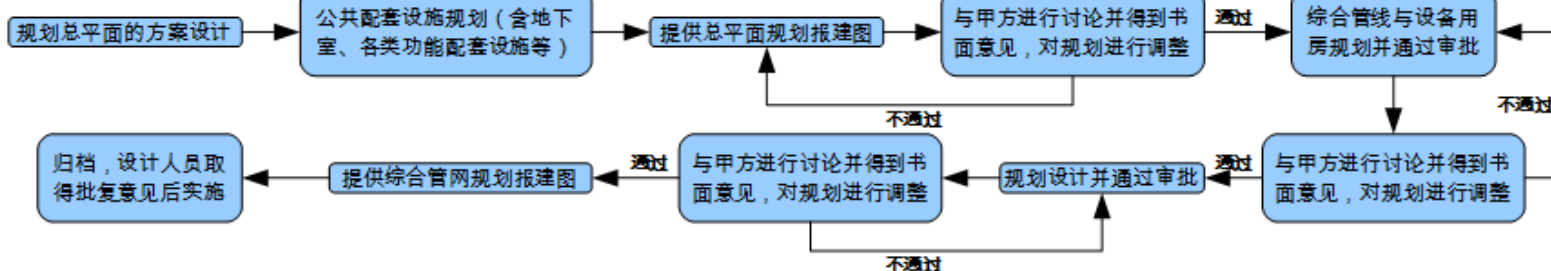 规划总平面的方案设计
公共配套设施规划（含地下
室、各类功能配套设施等）
提供总平面规划报建图
与甲方进行讨论并得到书
面意见，对规划进行调整
通过
综合管线与设备用
房规划并通过审批
不通过
不通过
归档，设计人员取
得批复意见后实施
提供综合管网规划报建图
通过
与甲方进行讨论并得到书
面意见，对规划进行调整
规划设计并通过审批
通过
与甲方进行讨论并得到书
面意见，对规划进行调整
不通过